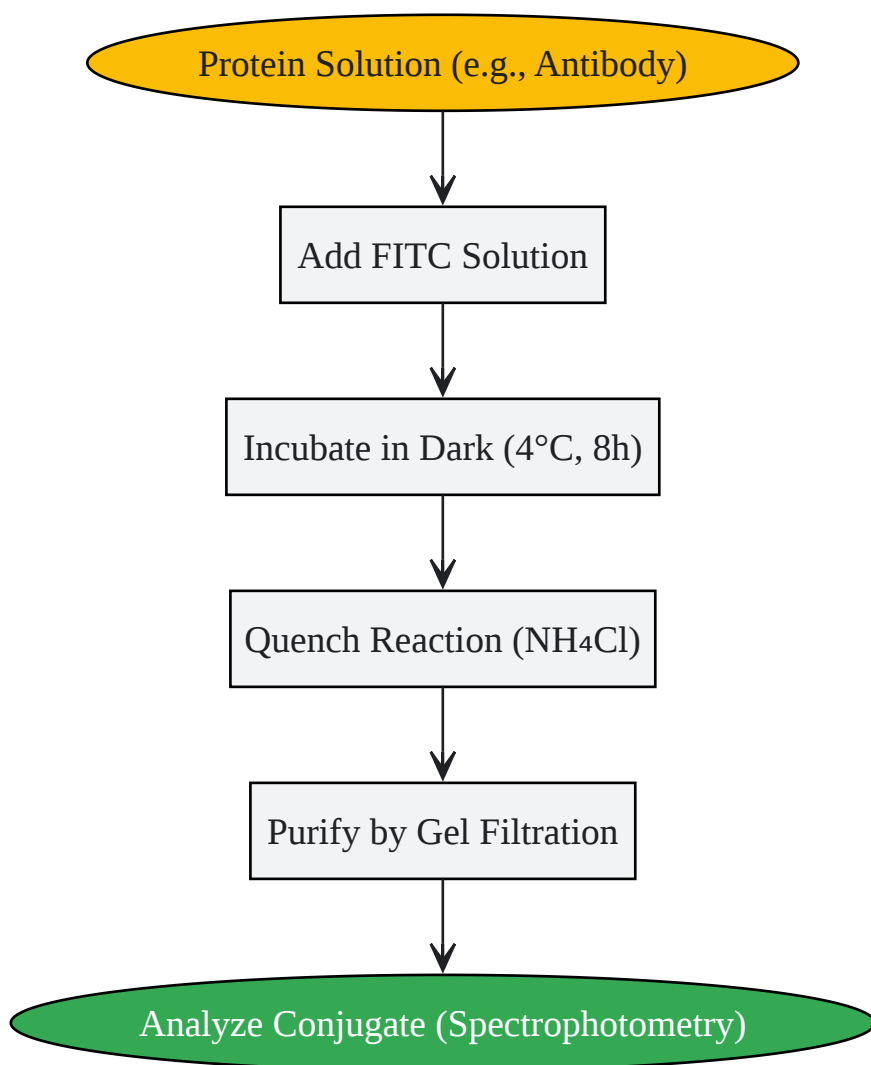 Protein Solution (e.g., Antibody)
Add FITC Solution
Incubate in Dark (4°C, 8h)
Quench Reaction (NH₄Cl)
Purify by Gel Filtration
Analyze Conjugate (Spectrophotometry)